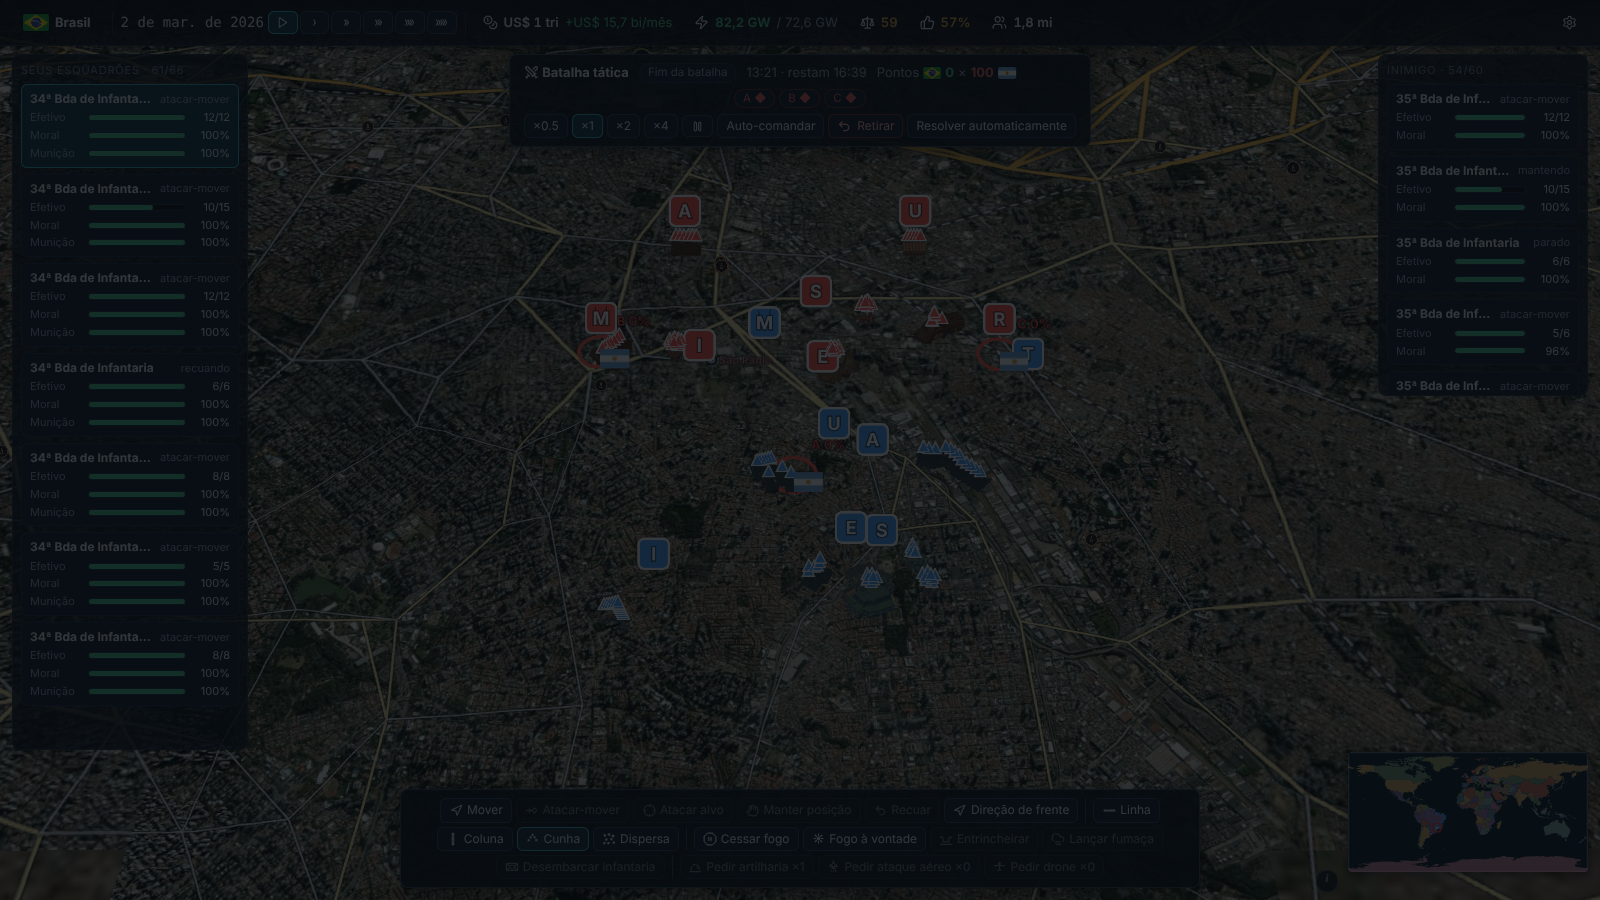 Brasil 2 de mar. de 2026 US$ 1 tri +US$ 15,7 bi/mês 82,2 GW / 72,6 GW 59 57% 1,8 mi
SEUS ESQUADRÕES · 61/66
34ª Bda de Infanta... atacar-mover
Efetivo 12/12
Moral 100%
Munição 100%
34ª Bda de Infanta... atacar-mover
Efetivo 10/15
Moral 100%
Munição 100%
34ª Bda de Infanta... atacar-mover
Efetivo 12/12
Moral 100%
Munição 100%
34ª Bda de Infantaria recuando
Efetivo 6/6
Moral 100%
Munição 100%
34ª Bda de Infanta... atacar-mover
Efetivo 8/8
Moral 100%
Munição 100%
34ª Bda de Infanta... atacar-mover
Efetivo 5/5
Moral 100%
Munição 100%
34ª Bda de Infanta... atacar-mover
Efetivo 8/8
Moral 100%
Munição 100%
Batalha tática Fim da batalha 13:21 · restam 16:39 Pontos 0 × 100
A B C
×0.5 ×1 ×2 ×4 Auto-comandar Retirar Resolver automaticamente
A U
S
M M R
I E T
U A
E S
I
INIMIGO · 54/60
35ª Bda de Inf... atacar-mover
Efetivo 12/12
Moral 100%
35ª Bda de Infant... mantendo
Efetivo 10/15
Moral 100%
35ª Bda de Infantaria parado
Efetivo 6/6
Moral 100%
35ª Bda de Inf... atacar-mover
Efetivo 5/6
Moral 96%
35ª Bda de Inf... atacar-mover
Mover Atacar-mover Atacar alvo Manter posição Recuar Direção de frente Linha
Coluna Cunha Dispersa Cessar fogo Fogo à vontade Entrincheirar Lançar fumaça
Desembarcar infantaria Pedir artilharia ×1 Pedir ataque aéreo ×0 Pedir drone ×0